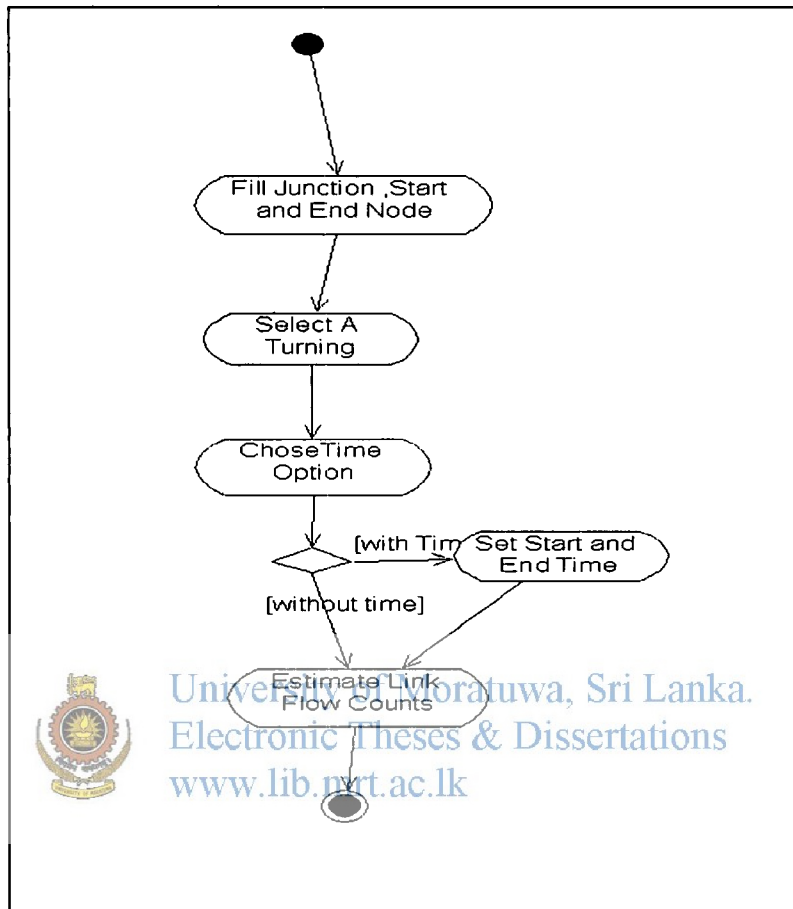 Fill Junction ,Start
and End Node
Select A
Turning
ChoseTime
Option
[with Tim
Set Start and
End Time
[without time]
Estimate Link
Flow Counts
University of Moratuwa, Sri Lanka.
Electronic Theses & Dissertations
www.lib.mrt.ac.lk